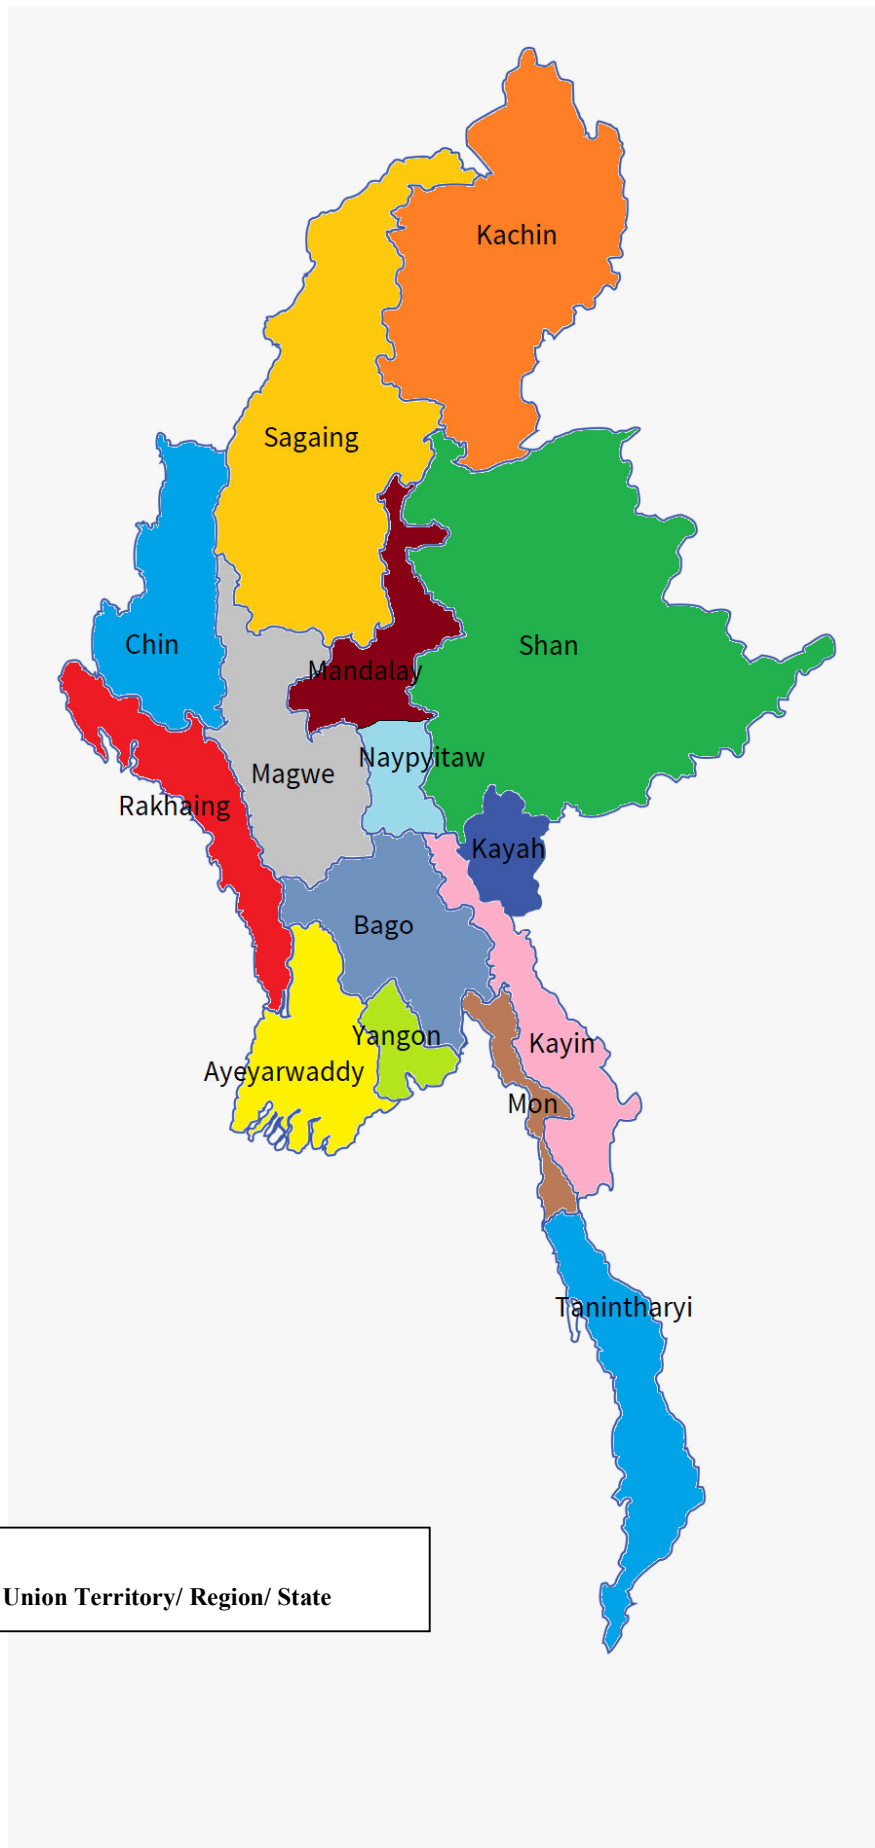 Kachin
Sagaing
Chin
Shan
Mandalay
Naypyitaw
Magwe
Rakhaing
Kayah
Bago
Yangon
Kayin
Ayeyarwaddy
Mon
Tanintharyi
Union Territory/ Region/ State